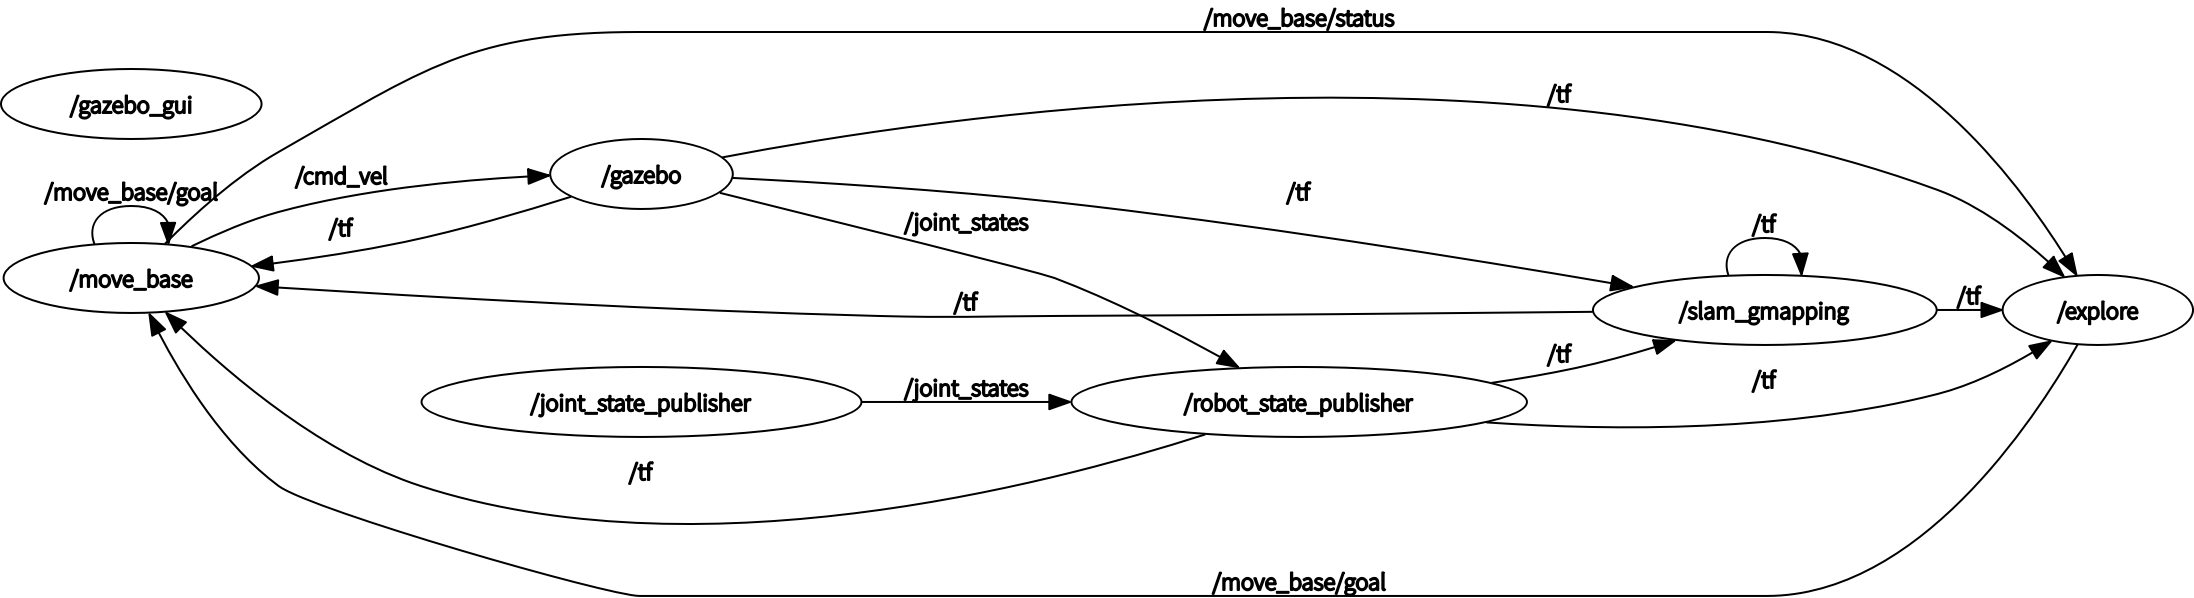 /move_base/status
/tf
/gazebo_gui
/gazebo
/cmd_vel
/move_base/goal
/tf
/joint_states
/tf
/tf
/move_base
/tf
/tf
/slam_gmapping
/explore
/tf
/tf
/joint_states
/joint_state_publisher
/robot_state_publisher
/tf
/move_base/goal